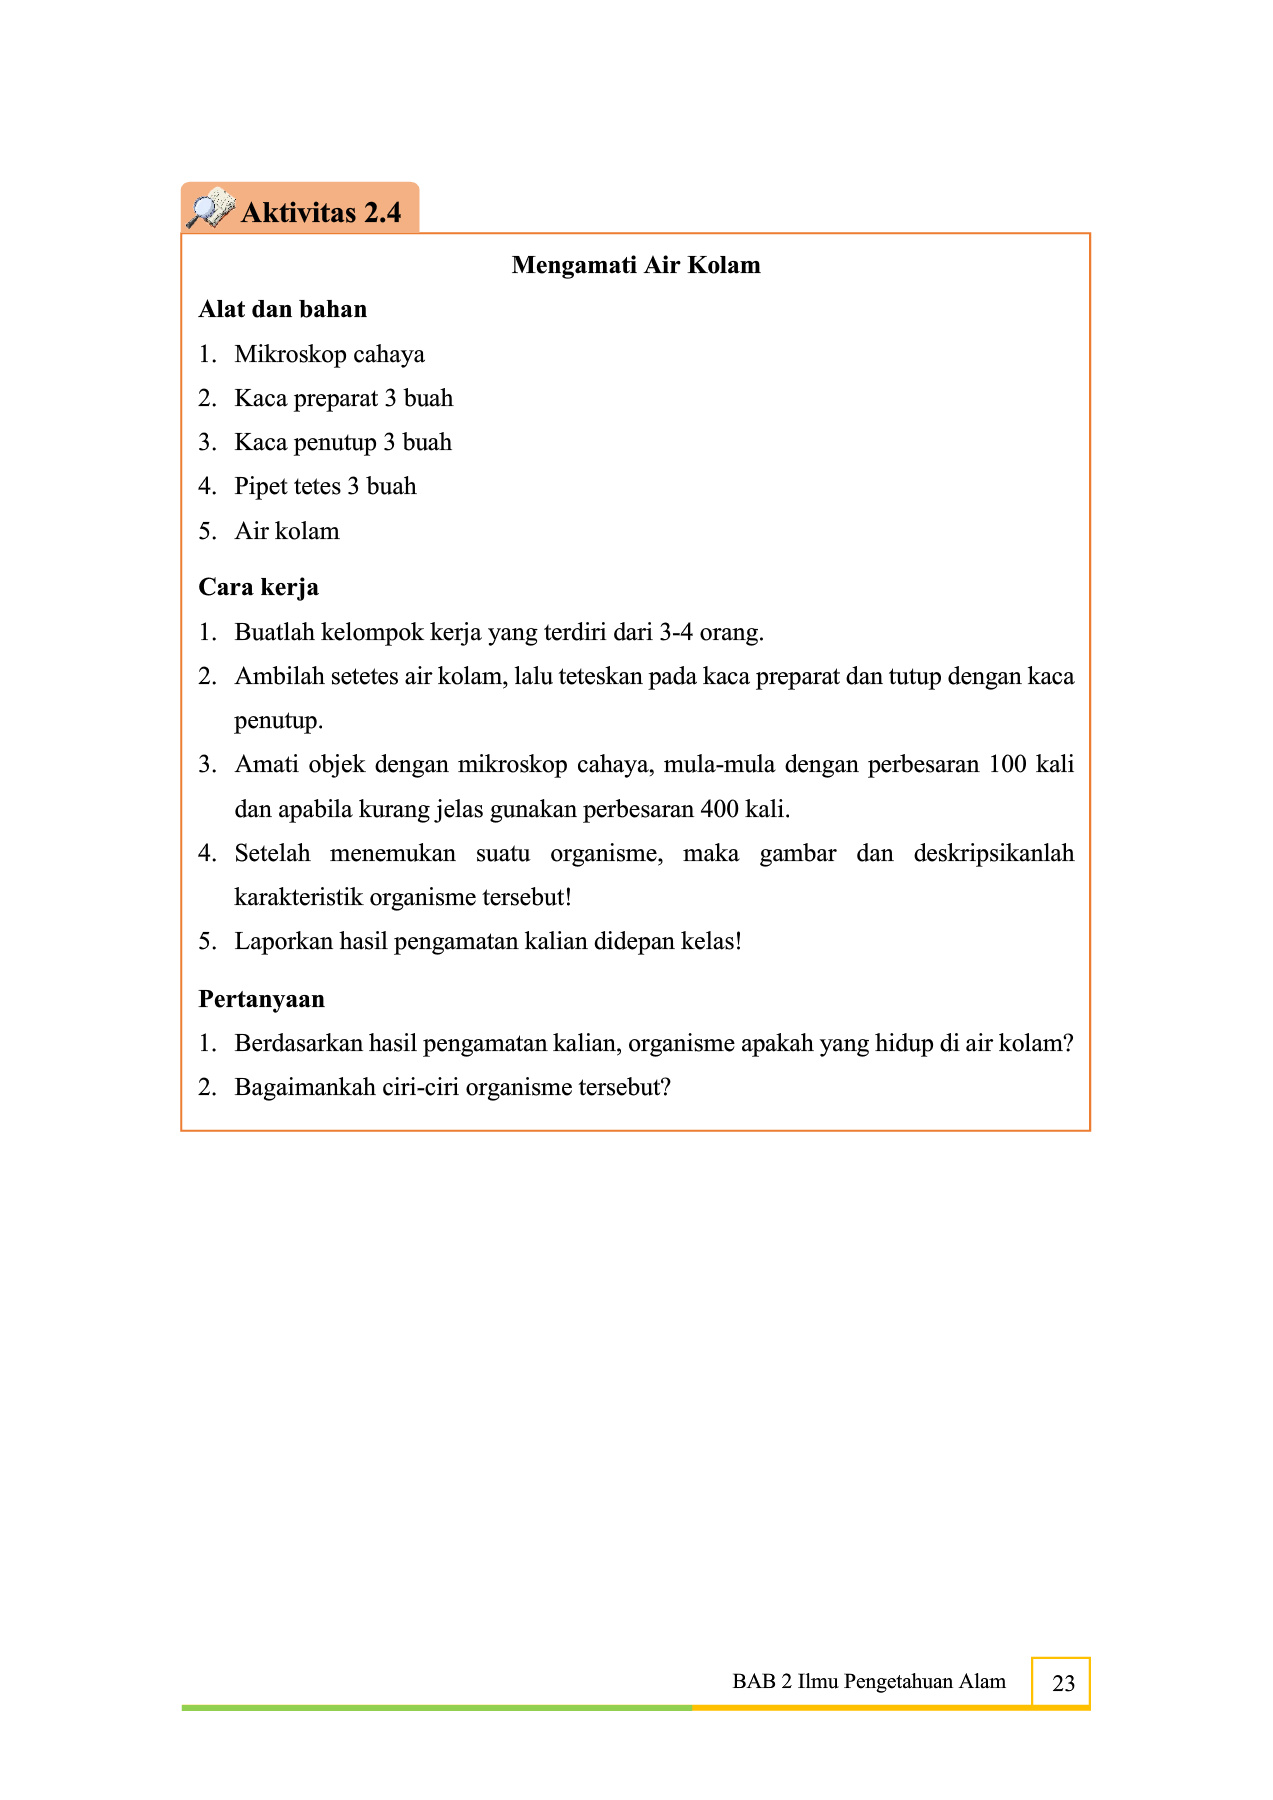 Aktivitas 2.4
Mengamati Air Kolam
Alat dan bahan
1. Mikroskop cahaya
2. Kaca preparat 3 buah
3. Kaca penutup 3 buah
4. Pipet tetes 3 buah
5. Air kolam
Cara kerja
1. Buatlah kelompok kerja yang terdiri dari 3-4 orang.
2. Ambilah setetes air kolam, lalu teteskan pada kaca preparat dan tutup dengan kaca
penutup.
3. Amati objek dengan mikroskop cahaya, mula-mula dengan perbesaran 100 kali
dan apabila kurang jelas gunakan perbesaran 400 kali.
4. Setelah menemukan suatu organisme, maka gambar dan deskripsikanlah
karakteristik organisme tersebut!
5. Laporkan hasil pengamatan kalian didepan kelas!
Pertanyaan
1. Berdasarkan hasil pengamatan kalian, organisme apakah yang hidup di air kolam?
2. Bagaimankah ciri-ciri organisme tersebut?
BAB 2 Ilmu Pengetahuan Alam 23